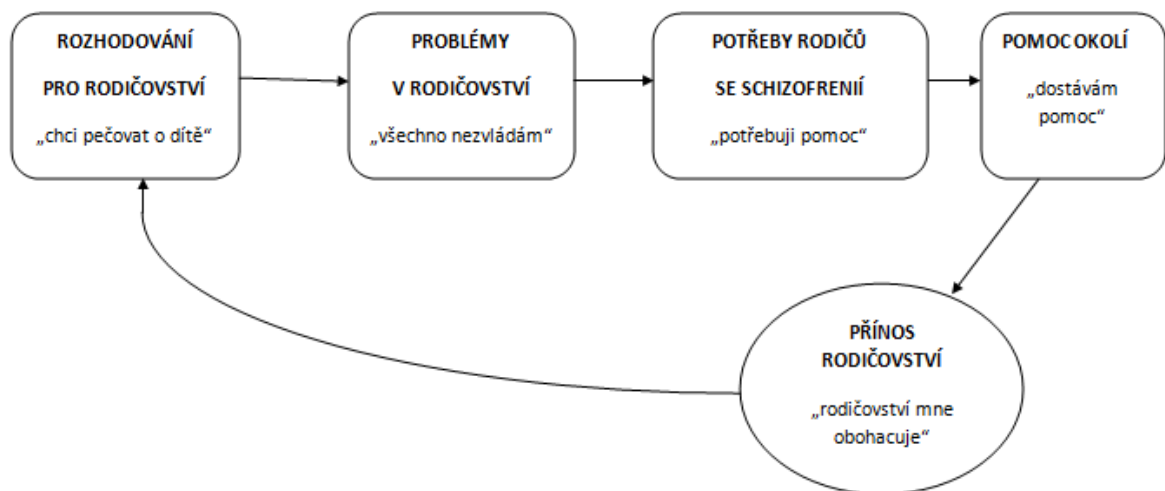 ROZHODOVÁNÍ
PRO RODIČOVSTVÍ
„chci pečovat o dítě“
PROBLÉMY
V RODIČOVSTVÍ
„všechno nezvládám“
POTŘEBY RODIČŮ
SE SCHIZOFRENIÍ
„potřebuji pomoc“
POMOC OKOLÍ
„dostávám
pomoc“
PŘÍNOS
RODIČOVSTVÍ
„rodičovství mne
obohacuje“